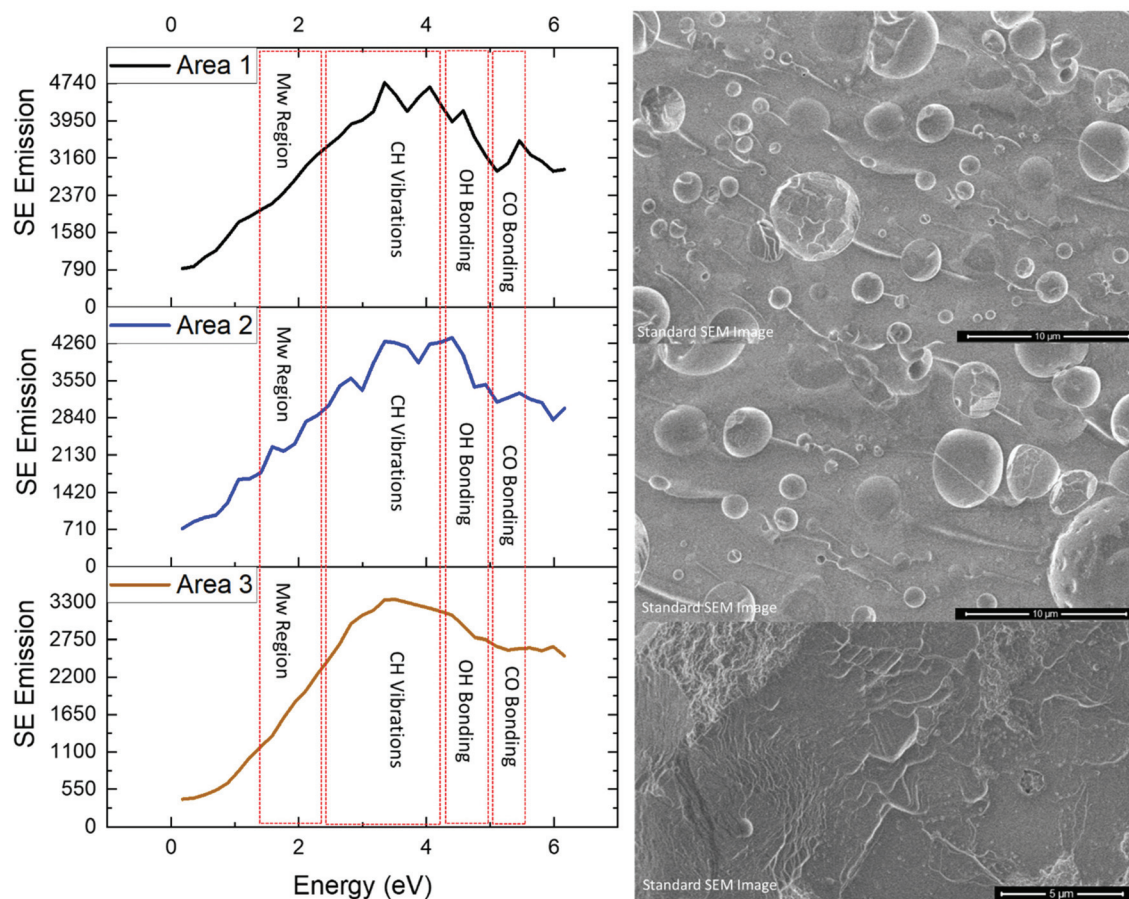 0 2 4 6
Area 1
SE Emission
4740
3950
3160
2370
1580
790
0
Mw Region
CH Vibrations
OH Bonding
CO Bonding
Area 2
SE Emission
4260
3550
2840
2130
1420
710
0
Mw Region
CH Vibrations
OH Bonding
CO Bonding
Area 3
SE Emission
3300
2750
2200
1650
1100
550
0
Mw Region
CH Vibrations
OH Bonding
CO Bonding
0 2 4 6
Energy (eV)
Standard SEM Image
10 µm
Standard SEM Image
10 µm
Standard SEM Image
5 µm